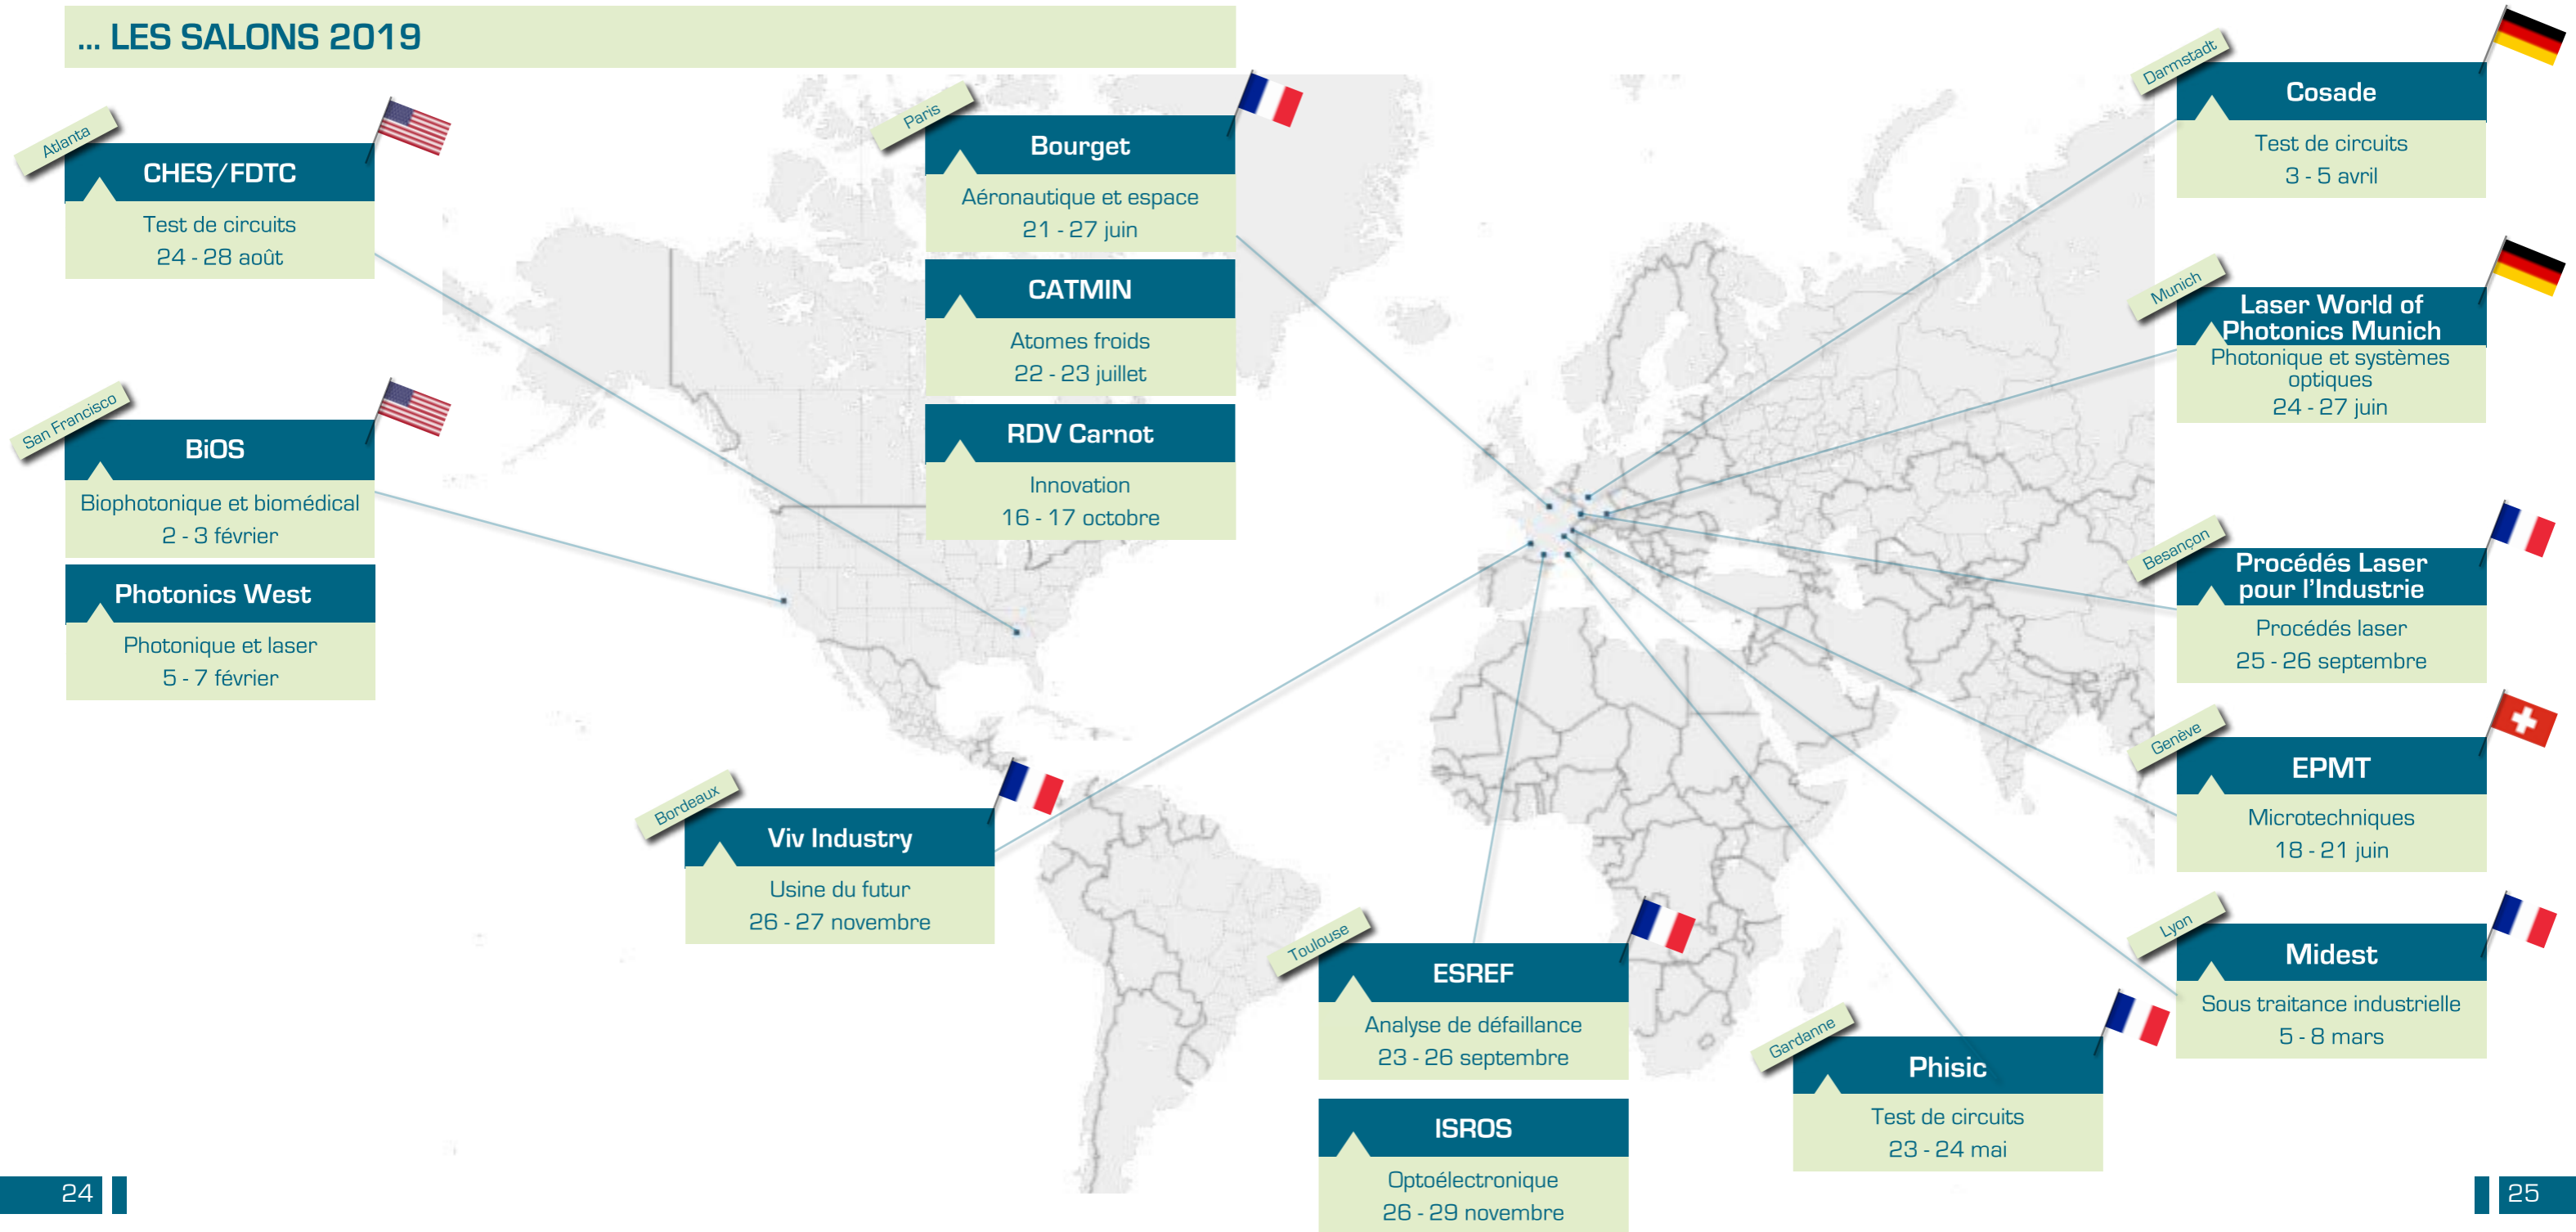 ... LES SALONS 2019
Atlanta
CHES/FDTC
Test de circuits
24 - 28 août
San Francisco
BiOS
Biophotonique et biomédical
2 - 3 février
Photonics West
Photonique et laser
5 - 7 février
Paris
Bourget
Aéronautique et espace
21 - 27 juin
CATMIN
Atomes froids
22 - 23 juillet
RDV Carnot
Innovation
16 - 17 octobre
Bordeaux
Viv Industry
Usine du futur
26 - 27 novembre
Toulouse
ESREF
Analyse de défaillance
23 - 26 septembre
ISROS
Optoélectronique
26 - 29 novembre
Gardanne
Phisic
Test de circuits
23 - 24 mai
Darmstadt
Cosade
Test de circuits
3 - 5 avril
Munich
Laser World of
Photonics Munich
Photonique et systèmes
optiques
24 - 27 juin
Besançon
Procédés Laser
pour l'Industrie
Procédés laser
25 - 26 septembre
Genève
EPMT
Microtechniques
18 - 21 juin
Lyon
Midest
Sous traitance industrielle
5 - 8 mars
24
25